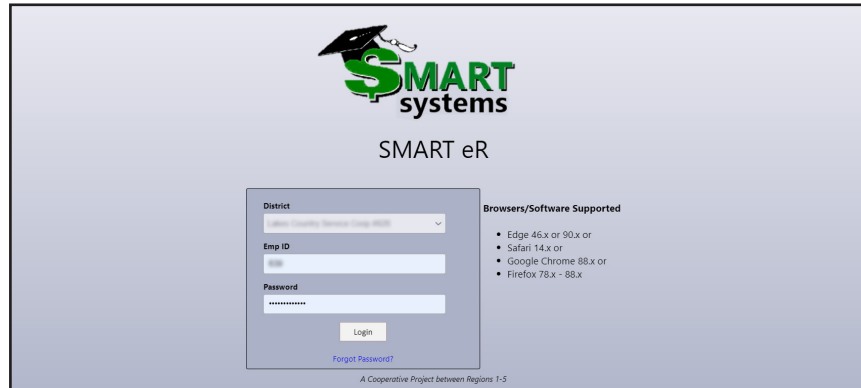 $MART
systems
SMART eR
District
Emp ID
Password
Login
Forgot Password?
Browsers/Software Supported
• Edge 46.x or 90.x or
• Safari 14.x or
• Google Chrome 88.x or
• Firefox 78.x - 88.x
A Cooperative Project between Regions 1-5